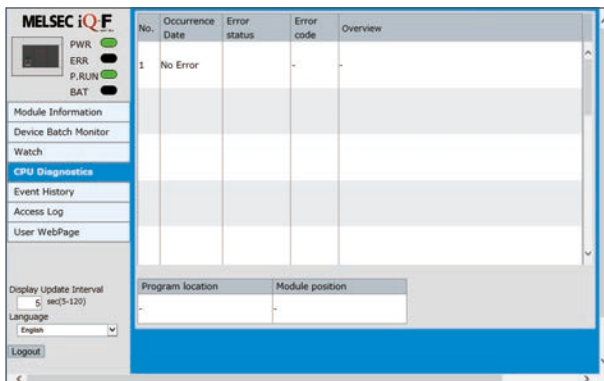 MELSEC iQ-F
PWR
ERR
P.RUN
BAT
Module Information
Device Batch Monitor
Watch
CPU Diagnostics
Event History
Access Log
User WebPage
Display Update Interval
5 sec(5-120)
Language
English
Logout
No. Occurrence Date Error status Error code Overview
1 No Error - -
Program location Module position
- -